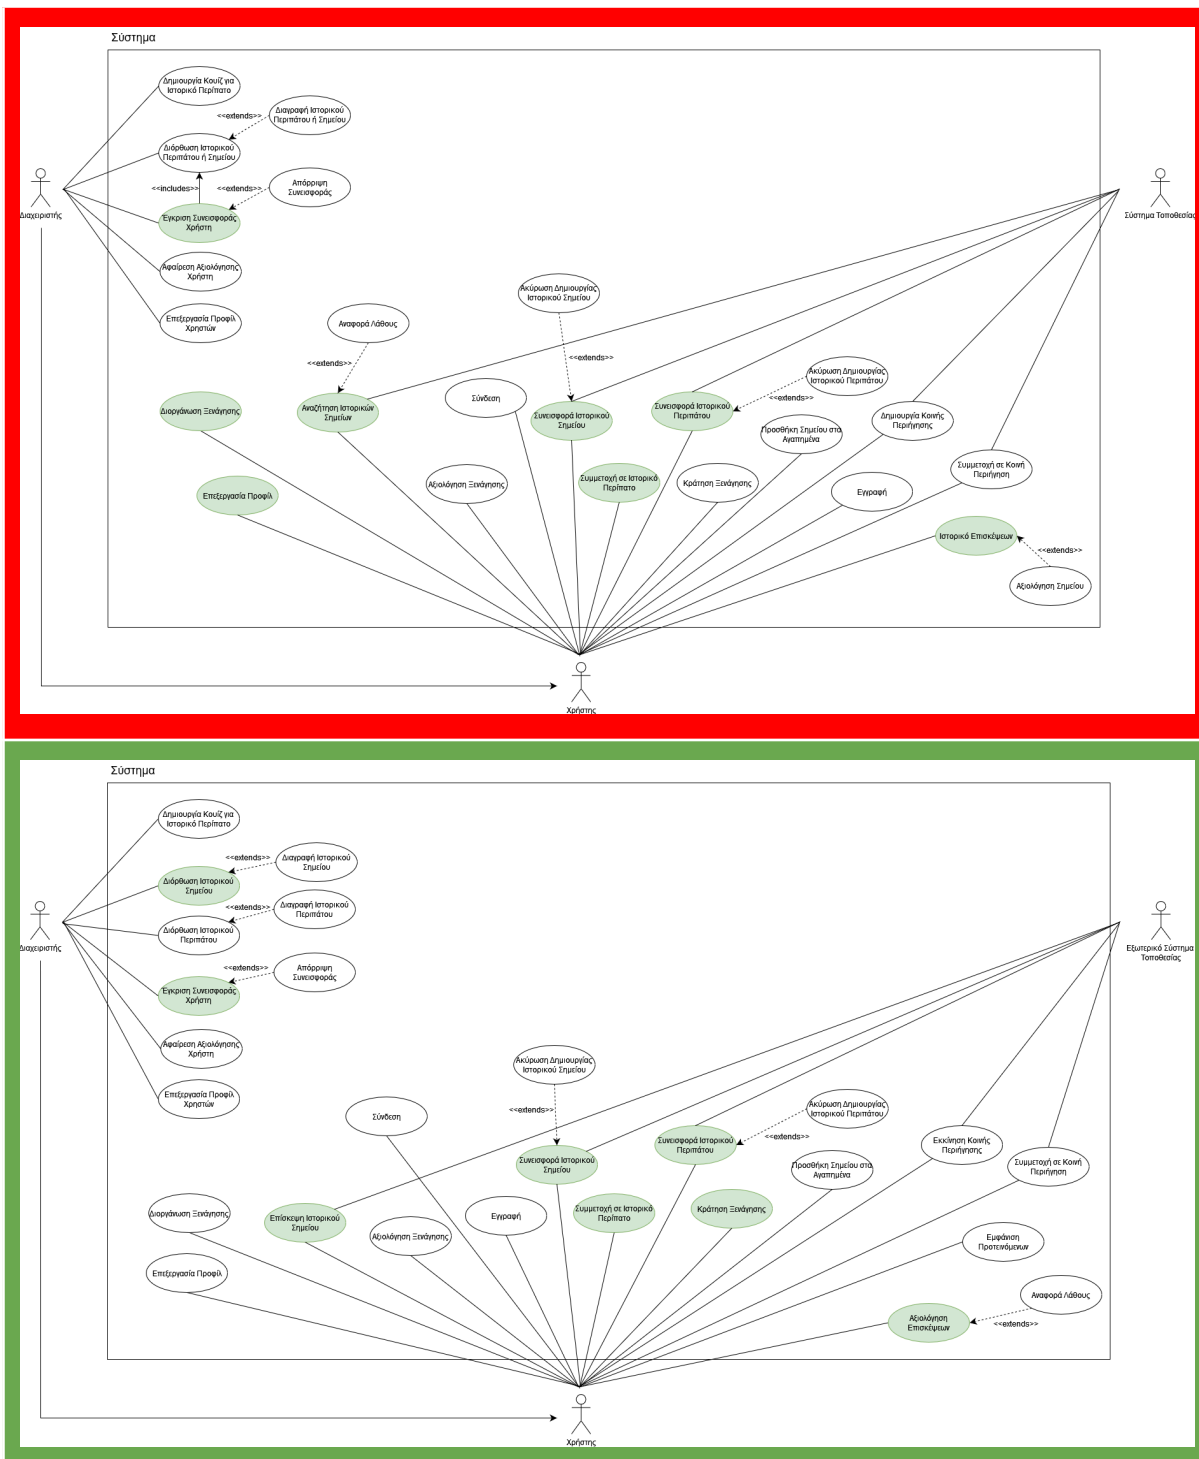 Σύστημα
Δημιουργία Κουίζ για
Ιστορικό Περίπατο
Διαγραφή Ιστορικού
Περιπάτου ή Σημείου
<<extends>>
Διόρθωση Ιστορικού
Περιπάτου ή Σημείου
<<includes>>
<<extends>>
Απόρριψη
Συνεισφοράς
Έγκριση Συνεισφοράς
Χρήστη
Διαχειριστής
Σύστημα Τοποθεσίας
Αφαίρεση Αξιολόγησης
Χρήστη
Ακύρωση Δημιουργίας
Ιστορικού Σημείου
Επεξεργασία Προφίλ
Χρηστών
Αναφορά Λάθους
<<extends>>
<<extends>>
Ακύρωση Δημιουργίας
Ιστορικού Περιπάτου
<<extends>>
Διοργάνωση Ξενάγησης
Αναζήτηση Ιστορικών
Σημείων
Σύνδεση
Συνεισφορά Ιστορικού
Σημείου
Συνεισφορά Ιστορικού
Περιπάτου
Προσθήκη Σημείου στα
Αγαπημένα
Δημιουργία Κοινής
Περιήγησης
Συμμετοχή σε Κοινή
Περιήγηση
Επεξεργασία Προφίλ
Αξιολόγηση Ξενάγησης
Συμμετοχή σε Ιστορικό
Περίπατο
Κράτηση Ξενάγησης
Εγγραφή
Ιστορικό Επισκέψεων
<<extends>>
Αξιολόγηση Σημείου
Χρήστης
Σύστημα
Δημιουργία Κουίζ για
Ιστορικό Περίπατο
<<extends>>
Διαγραφή Ιστορικού
Σημείου
Διόρθωση Ιστορικού
Σημείου
<<extends>>
Διαγραφή Ιστορικού
Περιπάτου
Διόρθωση Ιστορικού
Περιπάτου
Διαχειριστής
Εξωτερικό Σύστημα
Τοποθεσίας
<<extends>>
Απόρριψη
Συνεισφοράς
Έγκριση Συνεισφοράς
Χρήστη
Αφαίρεση Αξιολόγησης
Χρήστη
Ακύρωση Δημιουργίας
Ιστορικού Σημείου
Επεξεργασία Προφίλ
Χρηστών
Σύνδεση
<<extends>>
Ακύρωση Δημιουργίας
Ιστορικού Περιπάτου
<<extends>>
Συνεισφορά Ιστορικού
Σημείου
Συνεισφορά Ιστορικού
Περιπάτου
Προσθήκη Σημείου στα
Αγαπημένα
Εκκίνηση Κοινής
Περιήγησης
Συμμετοχή σε Κοινή
Περιήγηση
Διοργάνωση Ξενάγησης
Επίσκεψη Ιστορικού
Σημείου
Αξιολόγηση Ξενάγησης
Εγγραφή
Συμμετοχή σε Ιστορικό
Περίπατο
Κράτηση Ξενάγησης
Εμφάνιση
Προτεινόμενων
Επεξεργασία Προφίλ
Αναφορά Λάθους
<<extends>>
Αξιολόγηση
Επισκέψεων
Χρήστης